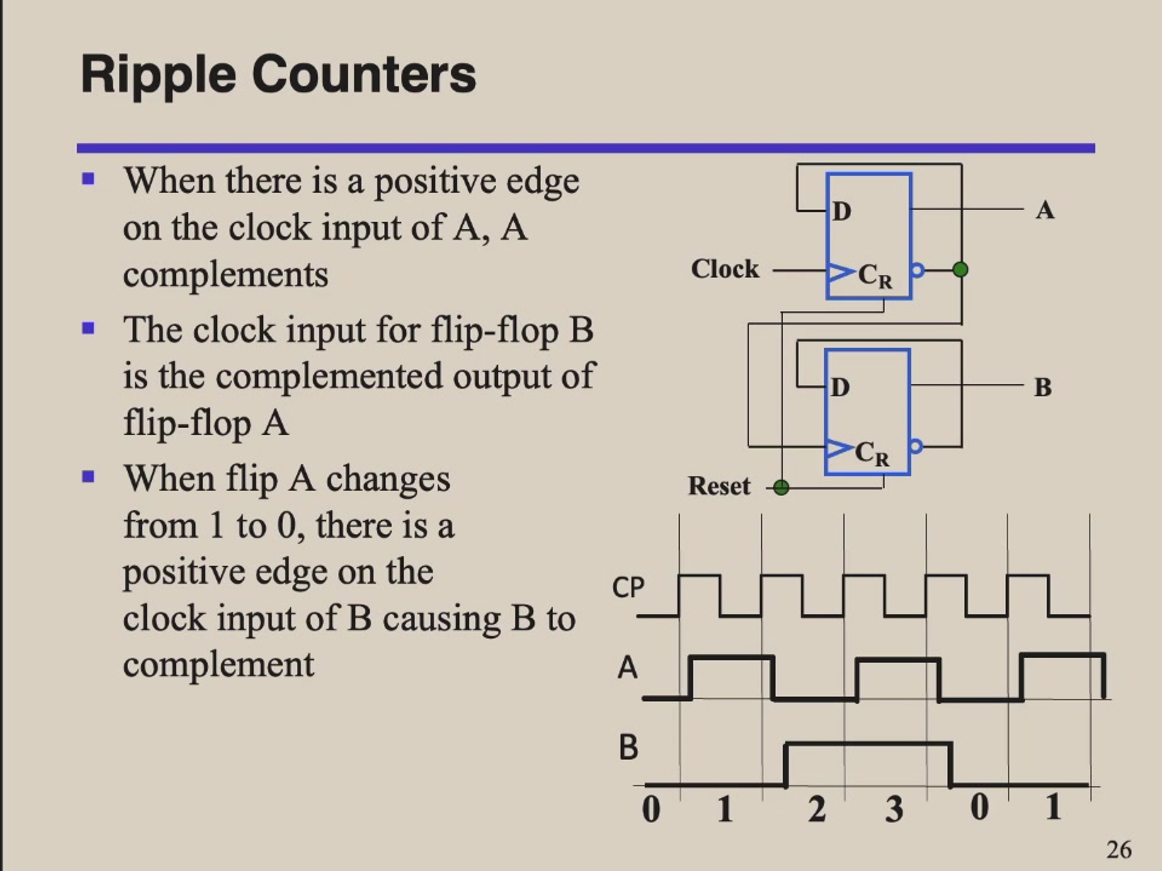 Ripple Counters
When there is a positive edge
on the clock input of A, A
complements
The clock input for flip-flop B
is the complemented output of
flip-flop A
When flip A changes
from 1 to 0, there is a
positive edge on the
clock input of B causing B to
complement
D
A
Clock
CR
D
B
CR
Reset
CP
A
B
0 1 2 3 0 1
26